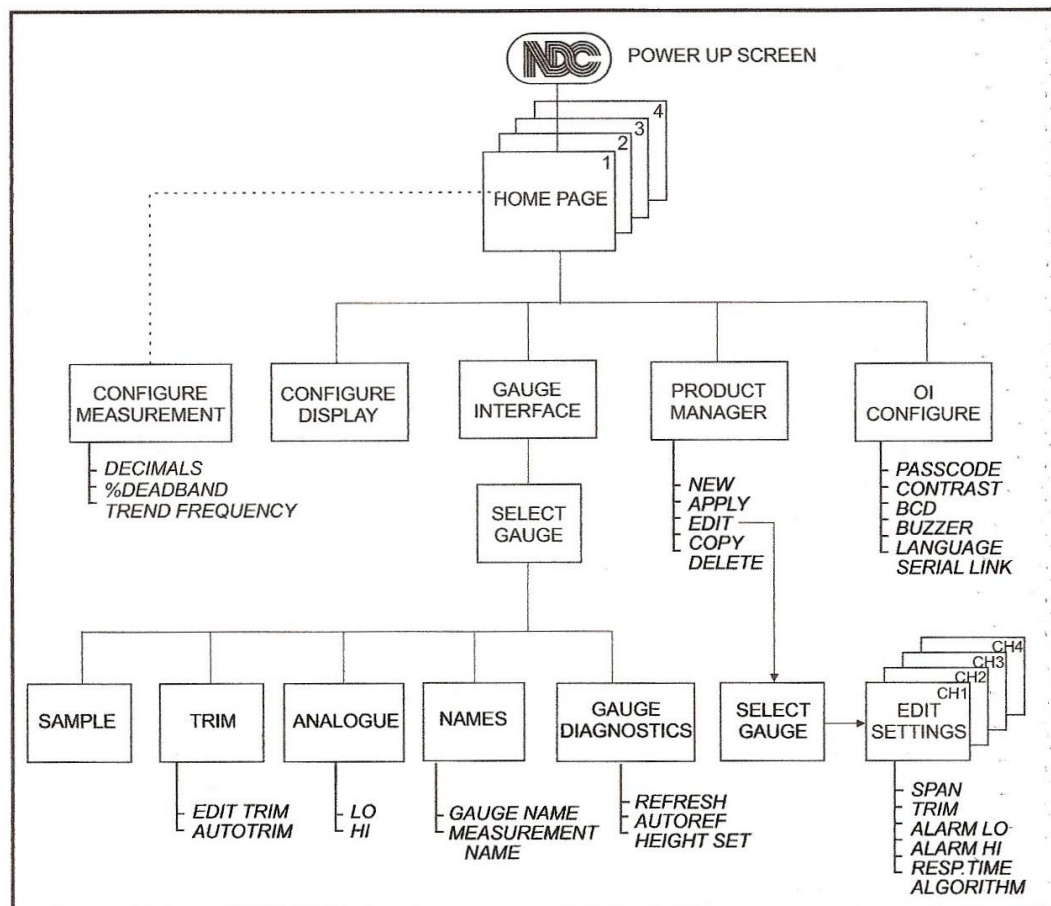 NDC
POWER UP SCREEN
4
3
2
1
HOME PAGE
CONFIGURE
MEASUREMENT
DECIMALS
%DEADBAND
TREND FREQUENCY
CONFIGURE
DISPLAY
GAUGE
INTERFACE
PRODUCT
MANAGER
NEW
APPLY
EDIT
COPY
DELETE
OI
CONFIGURE
PASSCODE
CONTRAST
BCD
BUZZER
LANGUAGE
SERIAL LINK
SELECT
GAUGE
SAMPLE
TRIM
EDIT TRIM
AUTOTRIM
ANALOGUE
LO
HI
NAMES
GAUGE NAME
MEASUREMENT
NAME
GAUGE
DIAGNOSTICS
REFRESH
AUTOREF
HEIGHT SET
SELECT
GAUGE
CH4
CH3
CH2
CH1
EDIT
SETTINGS
SPAN
TRIM
ALARM LO
ALARM HI
RESP.TIME
ALGORITHM